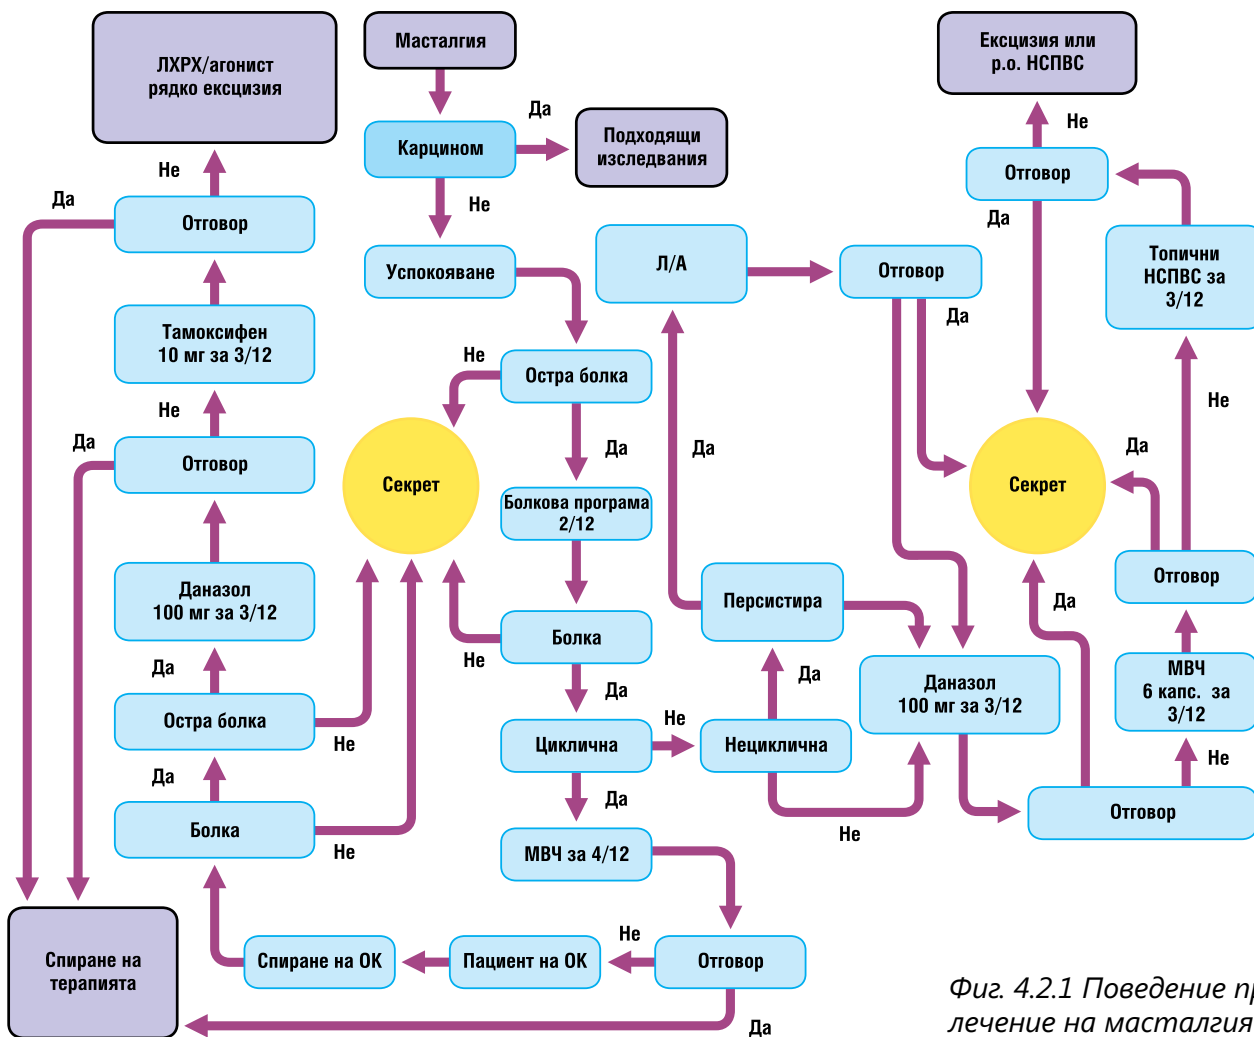 ЛХРХ/агонист
рядко ексцизия
Масталгия
Ексцизия или
р.о. НСПВС
Да
Не
Карцином
Подходящи
изследвания
Не
Отговор
Да
Не
Отговор
Не
Да
Успокояване
Л/А
Отговор
Топични
НСПВС за
3/12
Тамоксифен
10 мг за 3/12
Да
Не
Остра болка
Не
Не
Да
Отговор
Да
Да
Да
Секрет
Болкова програма
2/12
Секрет
Даназол
100 мг за 3/12
Персистира
Отговор
Да
Болка
Не
Да
Да
Да
Даназол
100 мг за 3/12
МВЧ
6 капс. за
3/12
Остра болка
Не
Циклична
Не
Нециклична
Не
Да
Да
Болка
Не
Не
Отговор
МВЧ за 4/12
Не
Спиране на
терапията
Спиране на ОК
Пациент на ОК
Отговор
Да
Фиг. 4.2.1 Поведение пр
лечение на масталгия